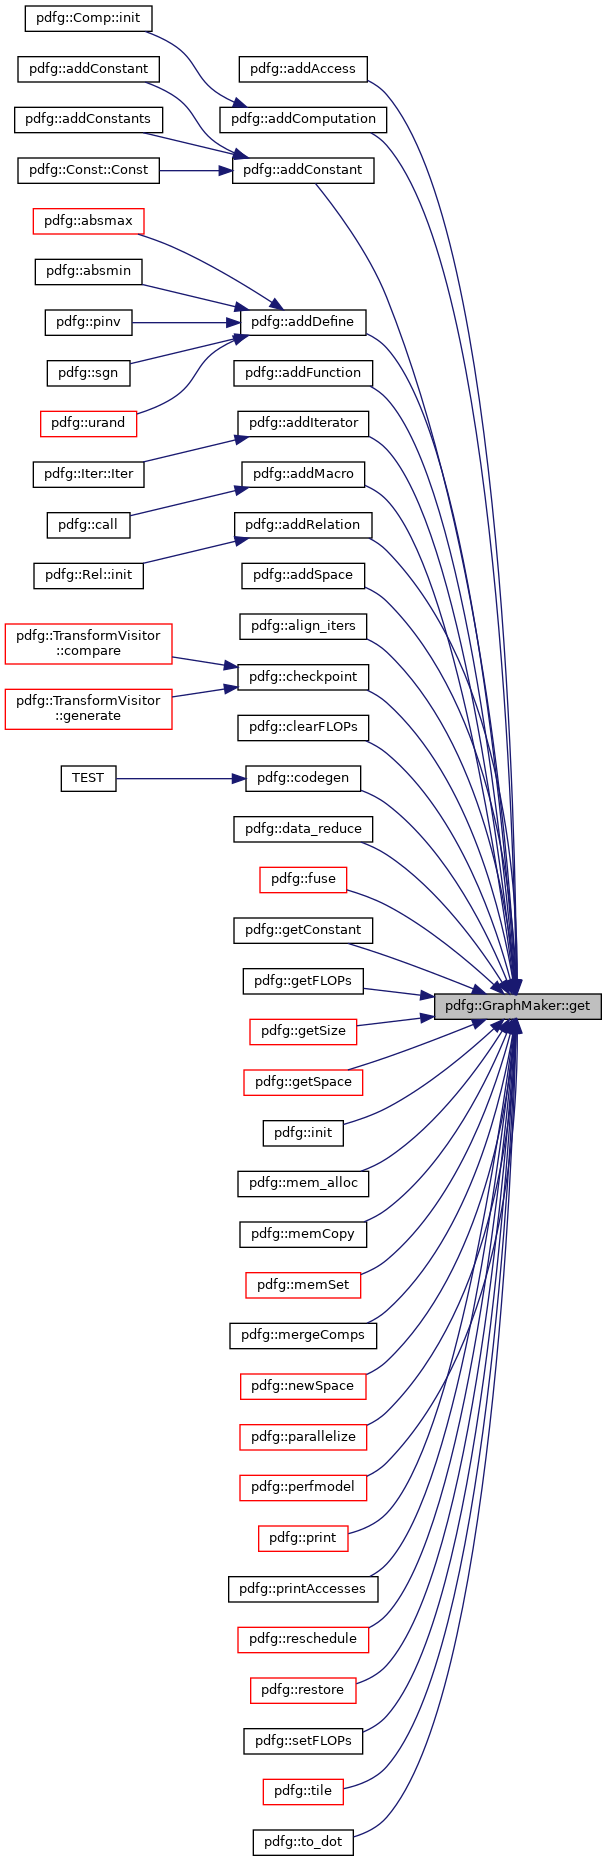 pdfg::Comp::init
pdfg::addConstant
pdfg::addAccess
pdfg::addConstants
pdfg::addComputation
pdfg::Const::Const
pdfg::addConstant
pdfg::absmax
pdfg::absmin
pdfg::pinv
pdfg::addDefine
pdfg::sgn
pdfg::addFunction
pdfg::urand
pdfg::addIterator
pdfg::Iter::Iter
pdfg::addMacro
pdfg::call
pdfg::addRelation
pdfg::Rel::init
pdfg::addSpace
pdfg::align_iters
pdfg::TransformVisitor
::compare
pdfg::checkpoint
pdfg::TransformVisitor
::generate
pdfg::clearFLOPs
TEST
pdfg::codegen
pdfg::data_reduce
pdfg::fuse
pdfg::getConstant
pdfg::getFLOPs
pdfg::GraphMaker::get
pdfg::getSize
pdfg::getSpace
pdfg::init
pdfg::mem_alloc
pdfg::memCopy
pdfg::memSet
pdfg::mergeComps
pdfg::newSpace
pdfg::parallelize
pdfg::perfmodel
pdfg::print
pdfg::printAccesses
pdfg::reschedule
pdfg::restore
pdfg::setFLOPs
pdfg::tile
pdfg::to_dot